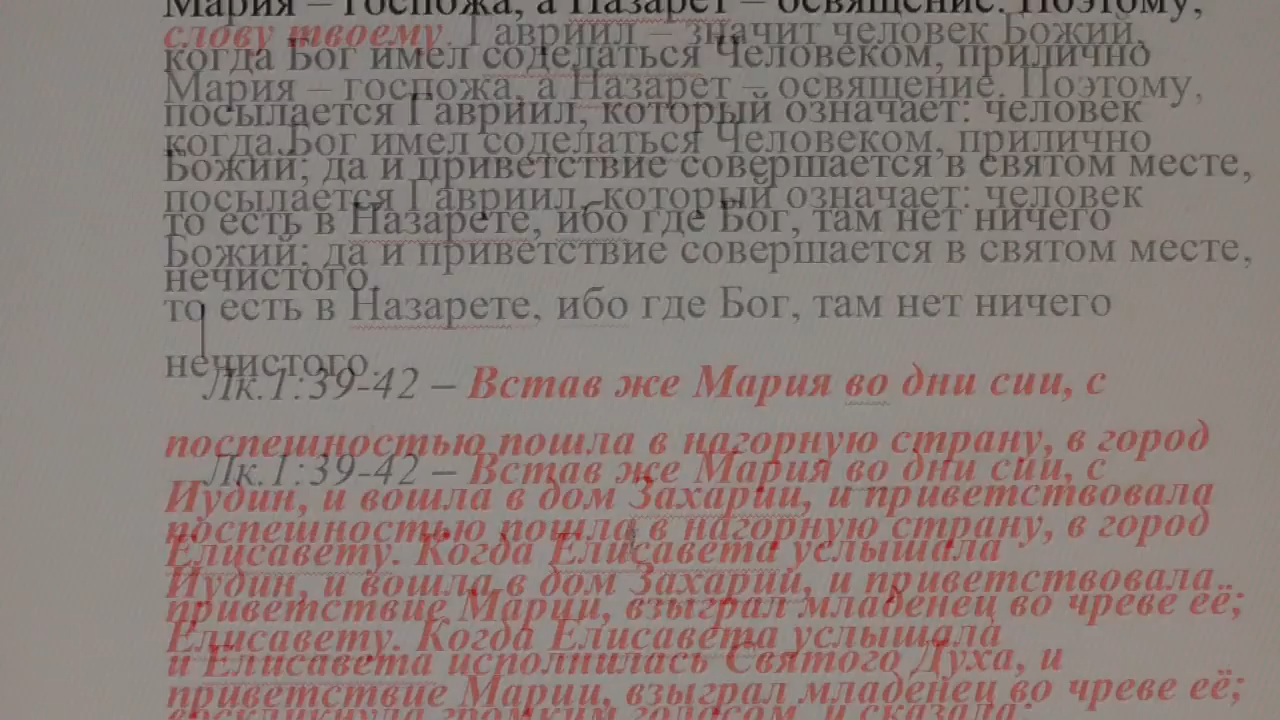 Мария – госпожа, а Назарет – освящение. Поэтому,
слову твоему. Гавриил – значит человек Божий,
когда Бог имел соделаться Человеком, прилично
Мария – госпожа, а Назарет – освящение. Поэтому,
посылается Гавриил, который означает: человек
когда Бог имел соделаться Человеком, прилично
Божий; да и приветствие совершается в святом месте,
посылается Гавриил, который означает: человек
то есть в Назарете, ибо где Бог, там нет ничего
Божий; да и приветствие совершается в святом месте,
нечистого.
то есть в Назарете, ибо где Бог, там нет ничего
нечистого.
Лк.1:39-42 – Встав же Мария во дни сии, с
поспешностью пошла в нагорную страну, в город
Лк.1:39-42 – Встав же Мария во дни сии, с
Иудин, и вошла в дом Захарии, и приветствовала
поспешностью пошла в нагорную страну, в город
Елисавету. Когда Елисавета услышала
Иудин, и вошла в дом Захарии, и приветствовала
приветствие Марии, взыграл младенец во чреве её;
Елисавету. Когда Елисавета услышала
и Елисавета исполнилась Святого Духа, и
приветствие Марии, взыграл младенец во чреве её;
воскликнула громким голосом, и сказала: